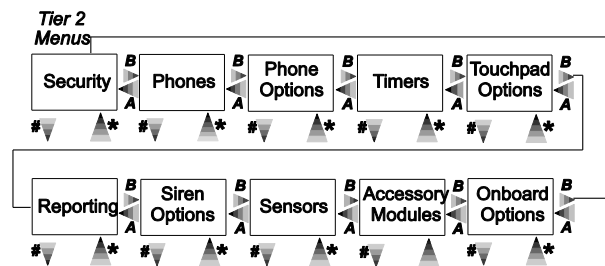 Tier 2
Menus
B B B B B
Security Phones Phone Options Timers Touchpad Options
A A A A A
# * # * # * # * # *
B B B B B
Reporting Siren Options Sensors Accessory Modules Onboard Options
A A A A A
# * # * # * # # *